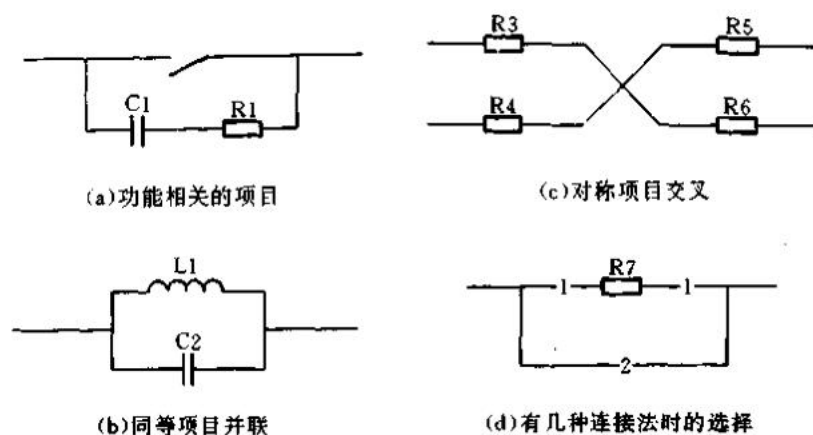 C1
R1
(a)功能相关的项目
R3
R5
R4
R6
(c)对称项目交叉
L1
C2
(b)同等项目并联
1
R7
1
2
(d)有几种连接法时的选择